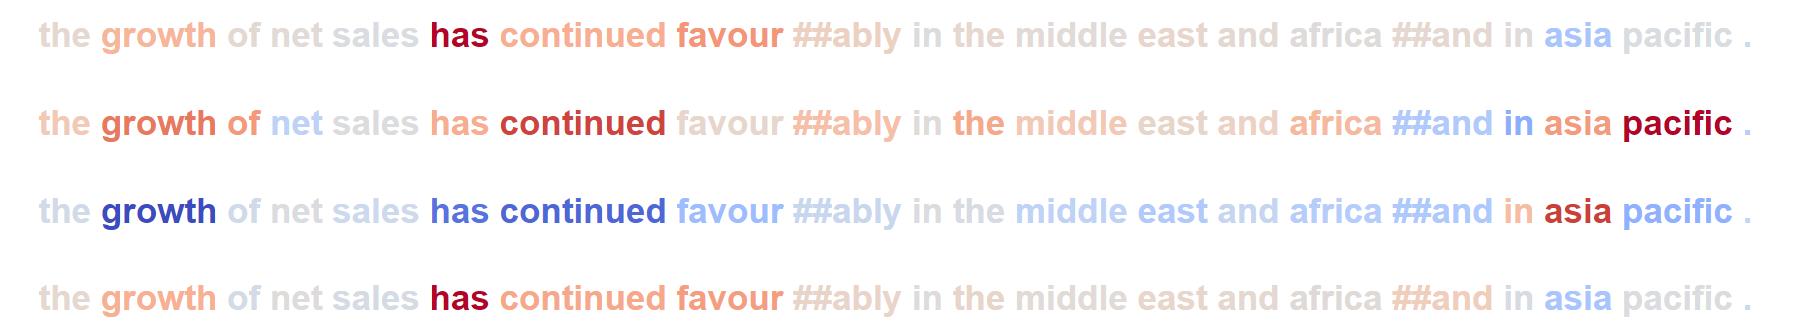 the growth of net sales has continued favour ##ably in the middle east and africa ##and in asia pacific .
the growth of net sales has continued favour ##ably in the middle east and africa ##and in asia pacific .
the growth of net sales has continued favour ##ably in the middle east and africa ##and in asia pacific .
the growth of net sales has continued favour ##ably in the middle east and africa ##and in asia pacific .